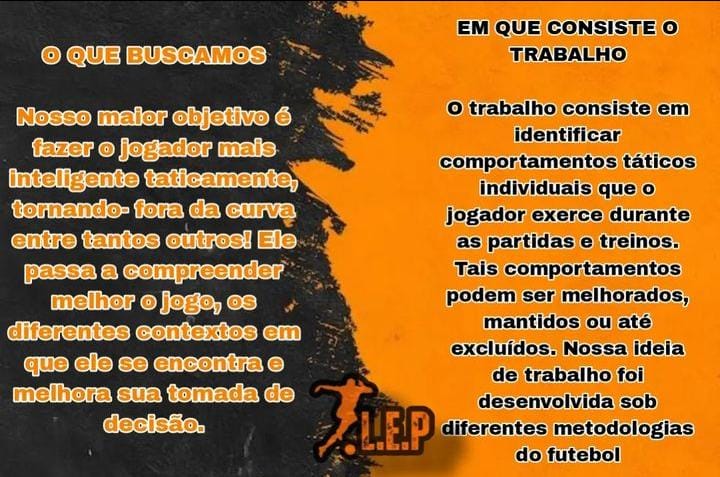 O QUE BUSCAMOS
Nosso maior objetivo é
fazer o jogador mais
inteligente taticamente,
tornando- fora da curva
entre tantos outros! Ele
passa a compreender
melhor o jogo, os
diferentes contextos em
que ele se encontra e
melhora sua tomada de
decisão.
EM QUE CONSISTE O
TRABALHO
O trabalho consiste em
identificar
comportamentos táticos
individuais que o
jogador exerce durante
as partidas e treinos.
Tais comportamentos
podem ser melhorados,
mantidos ou até
excluídos. Nossa ideia
de trabalho foi
desenvolvida sob
diferentes metodologias
do futebol
L.E.P